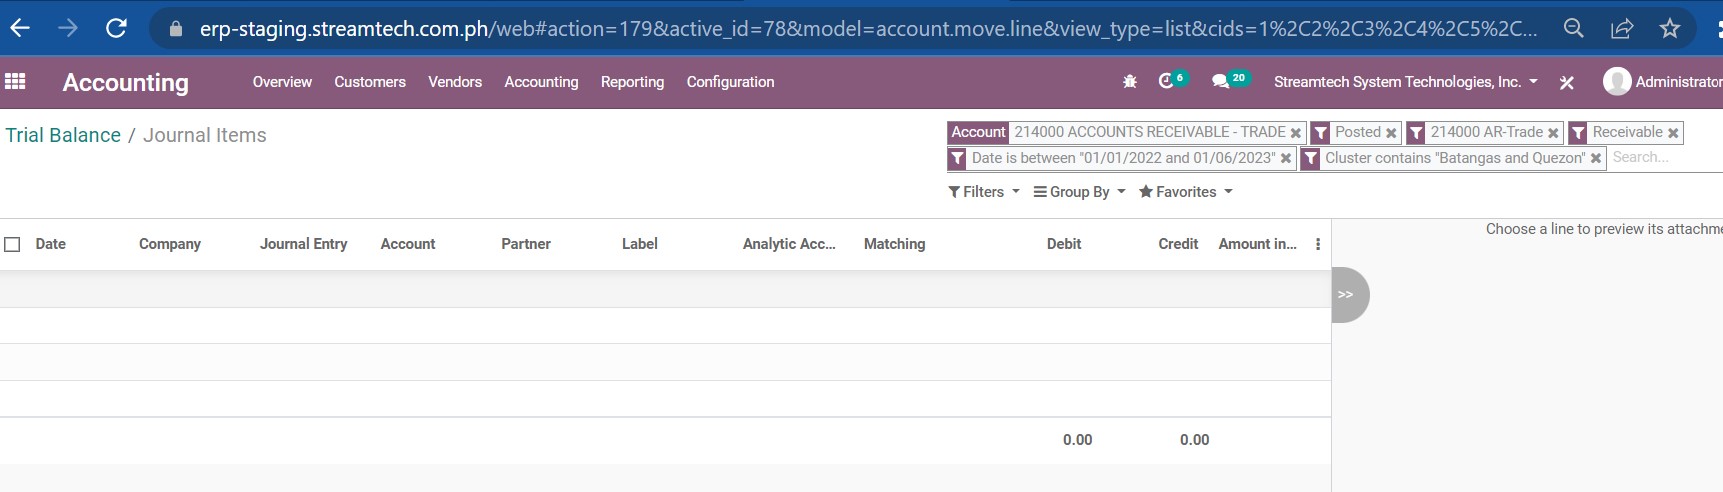 erp-staging.streamtech.com.ph/web#action=179&active_id=78&model=account.move.line&view_type=list&cids=1%2C2%2C3%2C4%2C5%2C...
Accounting Overview Customers Vendors Accounting Reporting Configuration 6 20 Streamtech System Technologies, Inc. Administrator
Trial Balance / Journal Items
Account 214000 ACCOUNTS RECEIVABLE - TRADE Posted 214000 AR-Trade Receivable
Date is between "01/01/2022 and 01/06/2023" Cluster contains "Batangas and Quezon" Search...
Filters Group By Favorites
Choose a line to preview its attachme
Date Company Journal Entry Account Partner Label Analytic Acc... Matching Debit Credit Amount in...
>>
0.00 0.00